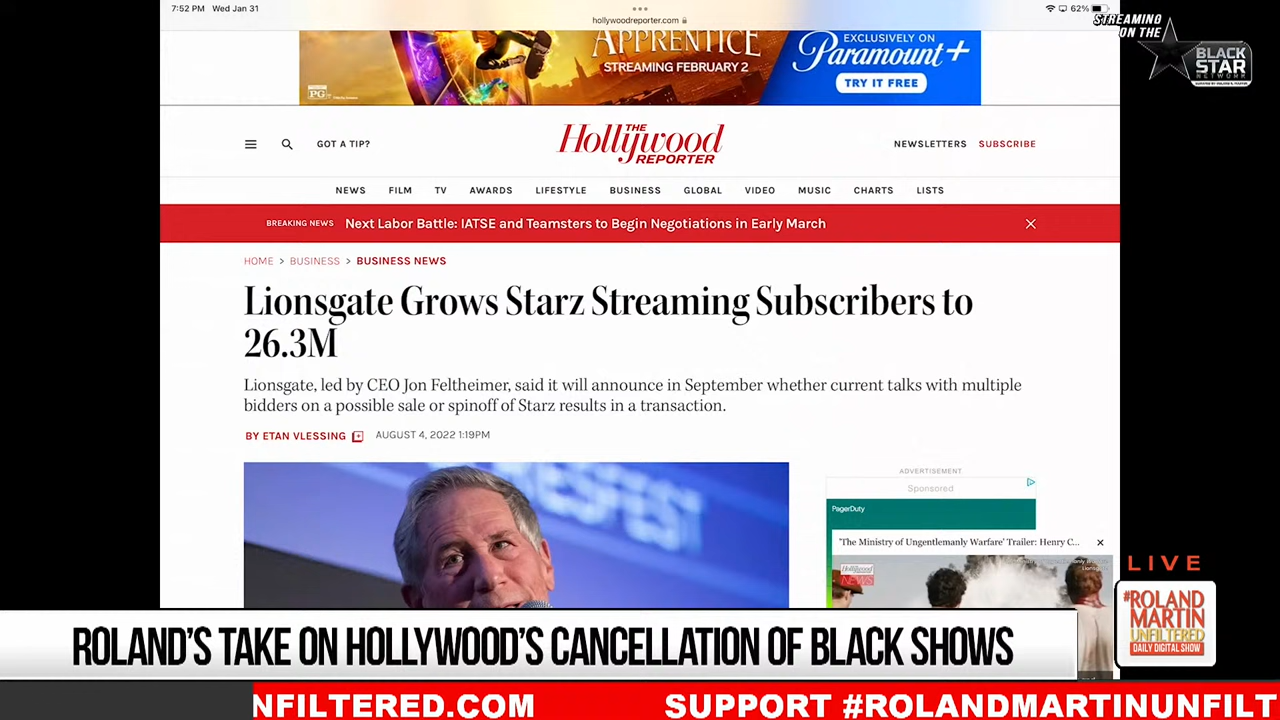 7:52 PM Wed Jan 31
hollywoodreporter.com
62%
STREAMING
ON THE
BLACK
STAR
NETWORK
APPRENTICE
STREAMING FEBRUARY 2
PG
EXCLUSIVELY ON
Paramount+
TRY IT FREE
GOT A TIP?
THE
Hollywood
REPORTER
NEWSLETTERS SUBSCRIBE
NEWS FILM TV AWARDS LIFESTYLE BUSINESS GLOBAL VIDEO MUSIC CHARTS LISTS
BREAKING NEWS Next Labor Battle: IATSE and Teamsters to Begin Negotiations in Early March
HOME > BUSINESS > BUSINESS NEWS
Lionsgate Grows Starz Streaming Subscribers to
26.3M
Lionsgate, led by CEO Jon Feltheimer, said it will announce in September whether current talks with multiple
bidders on a possible sale or spinoff of Starz results in a transaction.
BY ETAN VLESSING AUGUST 4, 2022 1:19PM
ADVERTISEMENT
Sponsored
PagerDuty
'The Ministry of Ungentlemanly Warfare' Trailer: Henry C...
Hollywood
NEWS
Lionsgate
LIVE
#ROLAND
MARTIN
UNFILTERED
DAILY DIGITAL SHOW
ROLAND'S TAKE ON HOLLYWOOD'S CANCELLATION OF BLACK SHOWS
NFILTERED.COM SUPPORT #ROLANDMARTINUNFILT